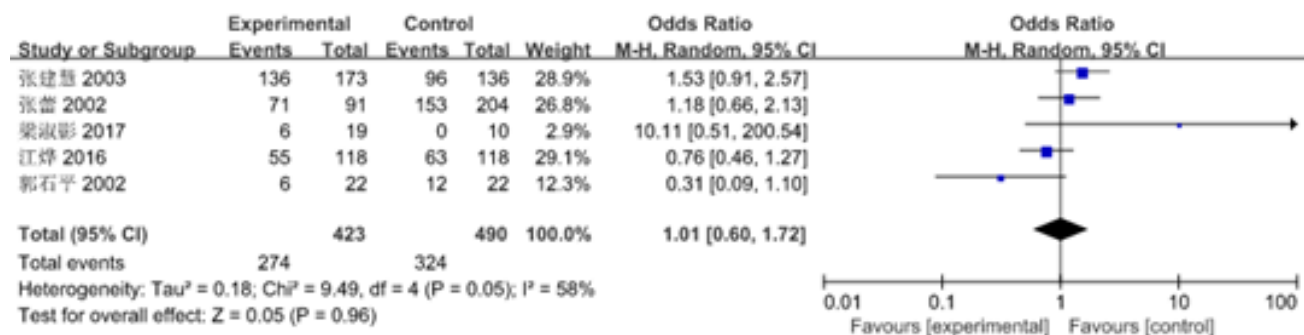 Experimental Control Odds Ratio Odds Ratio
Study or Subgroup Events Total Events Total Weight M-H, Random, 95% CI M-H, Random, 95% CI
张建慧 2003 136 173 96 136 28.9% 1.53 [0.91, 2.57]
张蕾 2002 71 91 153 204 26.8% 1.18 [0.66, 2.13]
梁淑影 2017 6 19 0 10 2.9% 10.11 [0.51, 200.54]
江烨 2016 55 118 63 118 29.1% 0.76 [0.46, 1.27]
郭石平 2002 6 22 12 22 12.3% 0.31 [0.09, 1.10]
Total (95% CI) 423 490 100.0% 1.01 [0.60, 1.72]
Total events 274 324
Heterogeneity: Tau² = 0.18; Chi² = 9.49, df = 4 (P = 0.05); I² = 58%
Test for overall effect: Z = 0.05 (P = 0.96)
0.01 0.1 1 10 100
Favours [experimental] Favours [control]